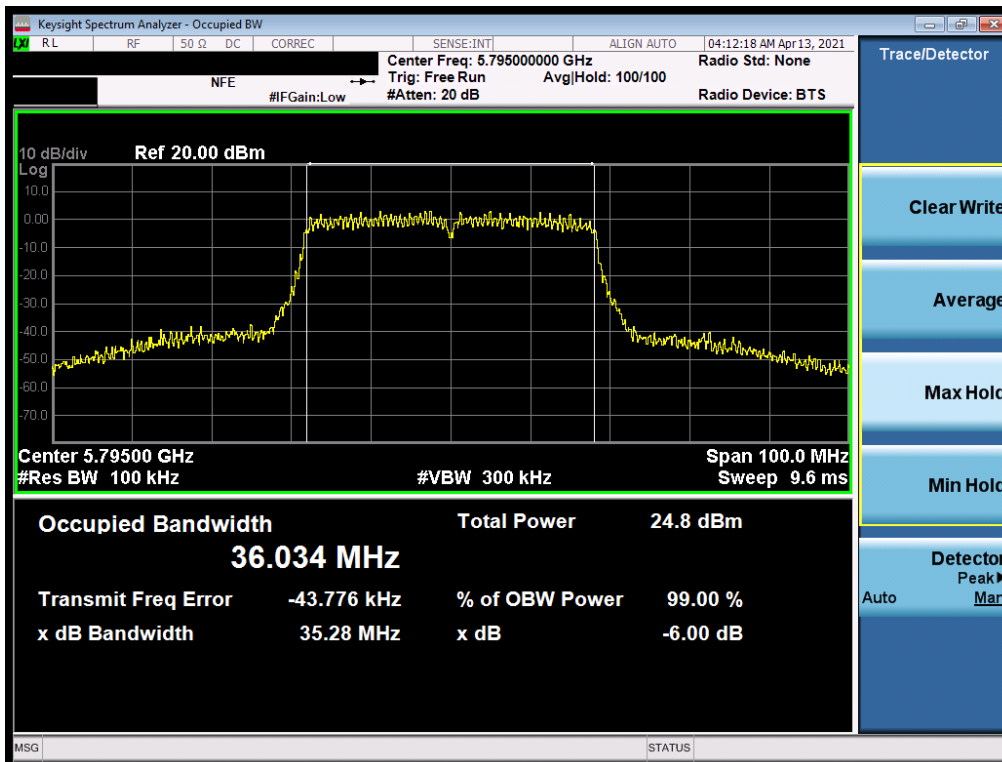 Keysight Spectrum Analyzer - Occupied BW
LXI RL RF 50 Ω DC CORREC SENSE:INT ALIGN AUTO 04:12:18 AM Apr 13, 2021
Center Freq: 5.795000000 GHz Radio Std: None
NFE Trig: Free Run Avg|Hold: 100/100
#IFGain:Low #Atten: 20 dB Radio Device: BTS
Trace/Detector
10 dB/div Ref 20.00 dBm
Log
10.0
0.00
-10.0
-20.0
-30.0
-40.0
-50.0
-60.0
-70.0
Center 5.79500 GHz Span 100.0 MHz
#Res BW 100 kHz #VBW 300 kHz Sweep 9.6 ms
Occupied Bandwidth Total Power 24.8 dBm
36.034 MHz
Transmit Freq Error -43.776 kHz % of OBW Power 99.00 %
x dB Bandwidth 35.28 MHz x dB -6.00 dB
Clear Write
Average
Max Hold
Min Hold
Detector
Peak
Auto Man
MSG STATUS